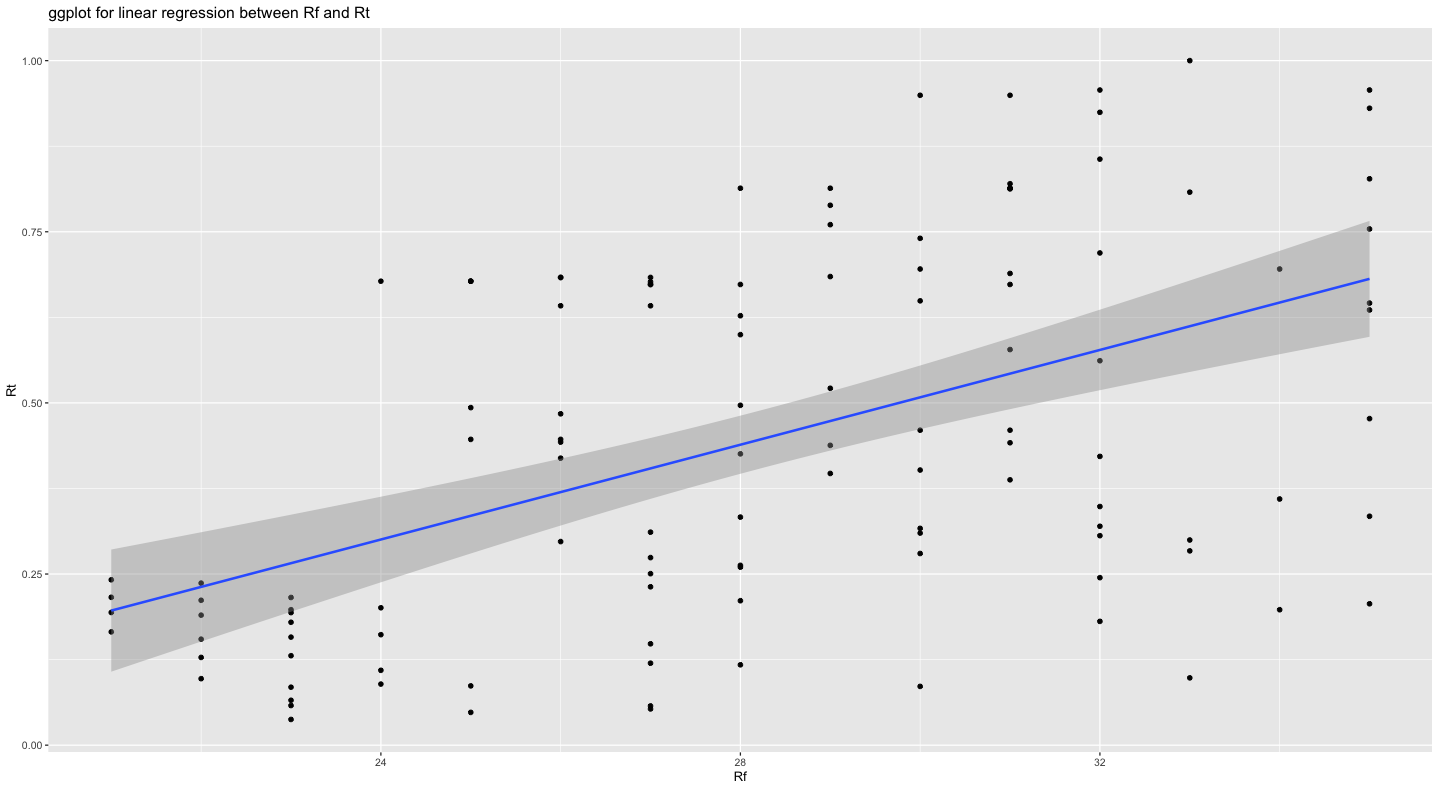 ggplot for linear regression between Rf and Rt
1.00
0.75
Rt
0.50
0.25
0.00
24 28 32
Rf